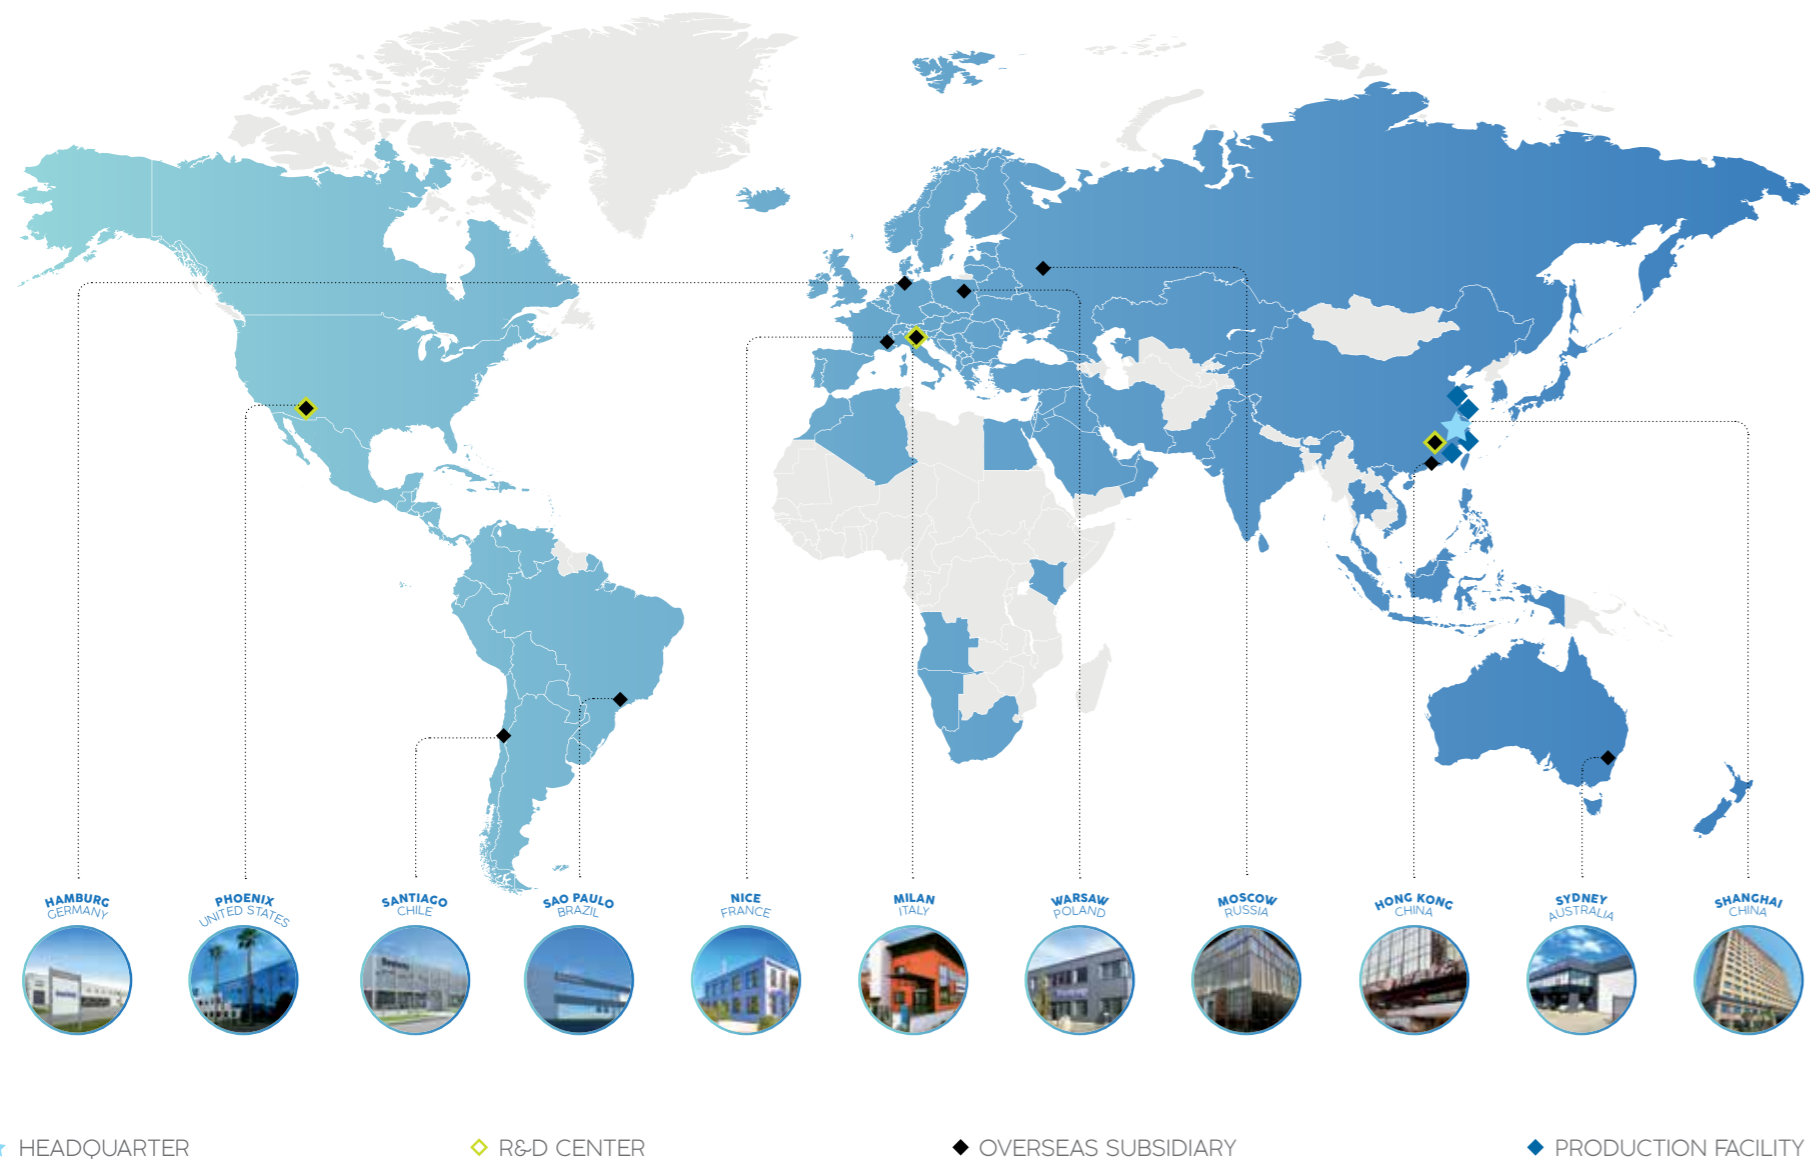 HAMBURG
GERMANY
PHOENIX
UNITED STATES
SANTIAGO
CHILE
SAO PAULO
BRAZIL
NICE
FRANCE
MILAN
ITALY
WARSAW
POLAND
MOSCOW
RUSSIA
HONG KONG
CHINA
SYDNEY
AUSTRALIA
SHANGHAI
CHINA
HEADQUARTER
R&D CENTER
OVERSEAS SUBSIDIARY
PRODUCTION FACILITY